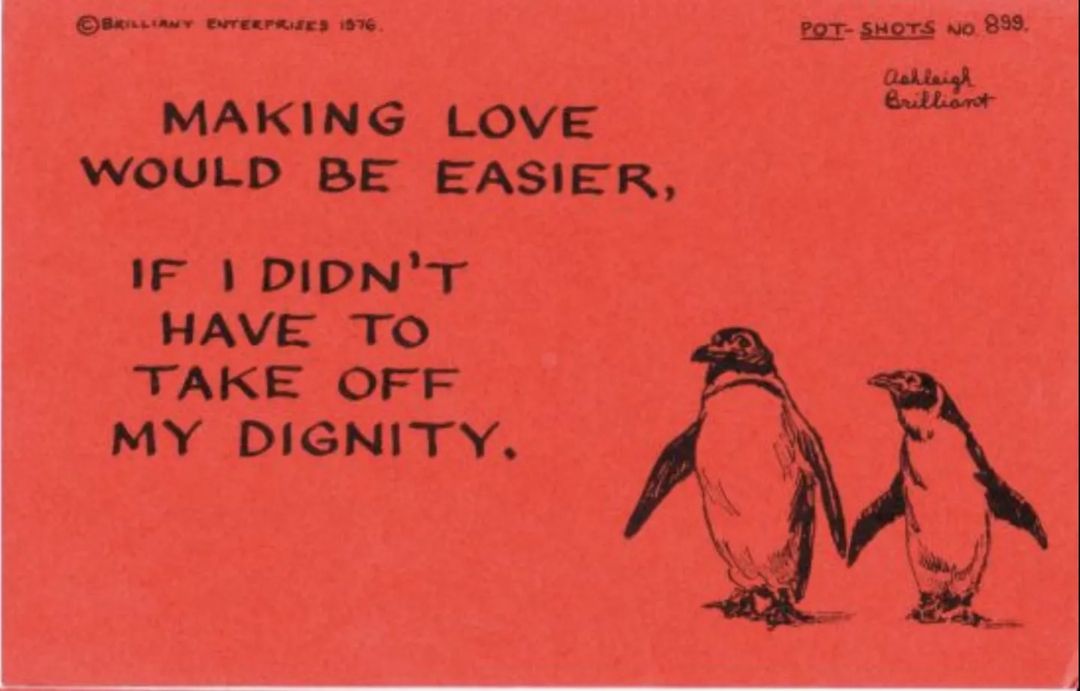 ©BRILLIANT ENTERPRISES 1976.
POT-SHOTS NO. 899.
Ashleigh
Brilliant
MAKING LOVE
WOULD BE EASIER,
IF I DIDN'T
HAVE TO
TAKE OFF
MY DIGNITY.